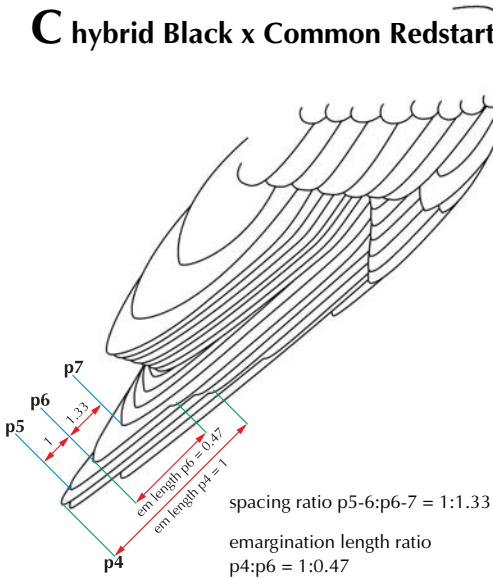 C hybrid Black x Common Redstart
p7
p6
p5
1.33
1
em length p6 = 0.47
em length p4 = 1
p4
spacing ratio p5-6:p6-7 = 1:1.33
emargination length ratio
p4:p6 = 1:0.47